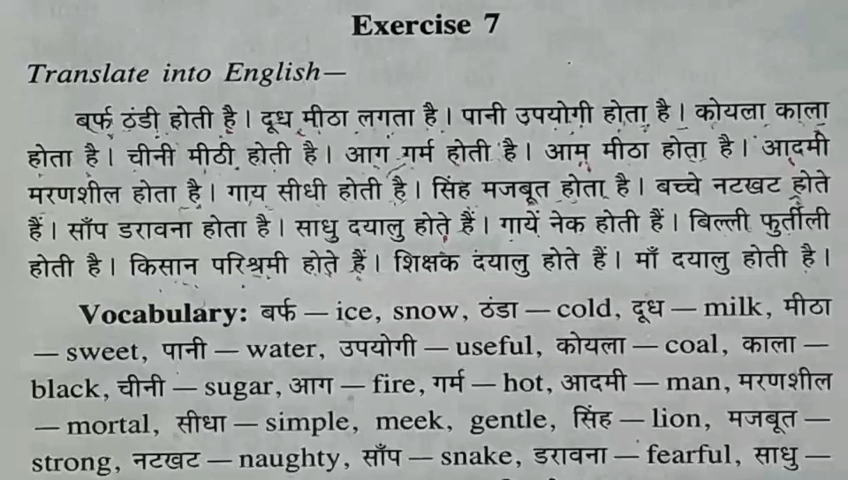 Exercise 7
Translate into English—
बर्फ ठंडी होती है। दूध मीठा लगता है। पानी उपयोगी होता है। कोयला काला
होता है। चीनी मीठी होती है। आग गर्म होती है। आम मीठा होता है। आदमी
मरणशील होता है। गाय सीधी होती है। सिंह मजबूत होता है। बच्चे नटखट होते
हैं। साँप डरावना होता है। साधु दयालु होते हैं। गायें नेक होती हैं। बिल्ली फुर्तीली
होती है। किसान परिश्रमी होते हैं। शिक्षक दयालु होते हैं। माँ दयालु होती है।
Vocabulary: बर्फ — ice, snow, ठंडा — cold, दूध — milk, मीठा
— sweet, पानी — water, उपयोगी — useful, कोयला — coal, काला —
black, चीनी — sugar, आग — fire, गर्म — hot, आदमी — man, मरणशील
— mortal, सीधा — simple, meek, gentle, सिंह — lion, मजबूत —
strong, नटखट — naughty, साँप — snake, डरावना — fearful, साधु —